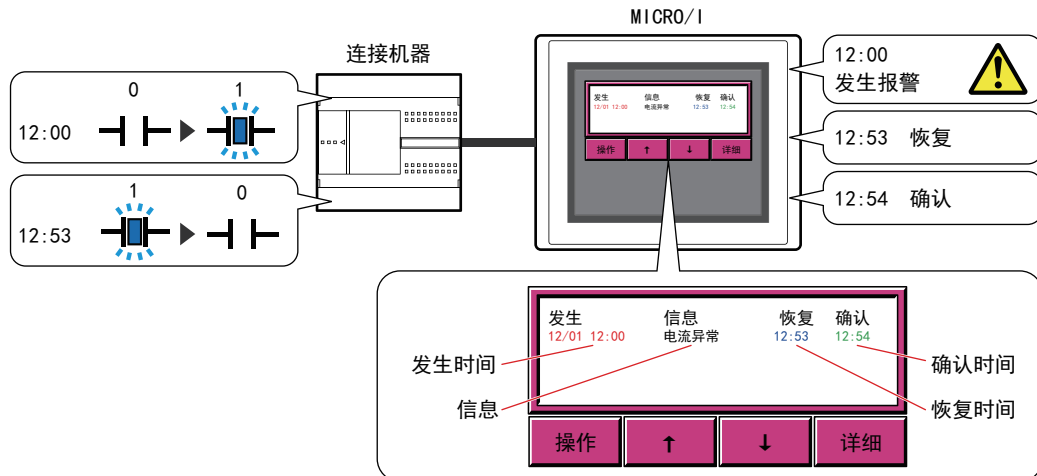 MICRO/I
连接机器
0 1
12:00
1 0
12:53
发生 信息 恢复 确认
12/01 12:00 电流异常 12:53 12:54
操作 ↑ ↓ 详细
12:00
发生报警
12:53 恢复
12:54 确认
发生 信息 恢复 确认
12/01 12:00 电流异常 12:53 12:54
发生时间
确认时间
信息
恢复时间
操作 ↑ ↓ 详细